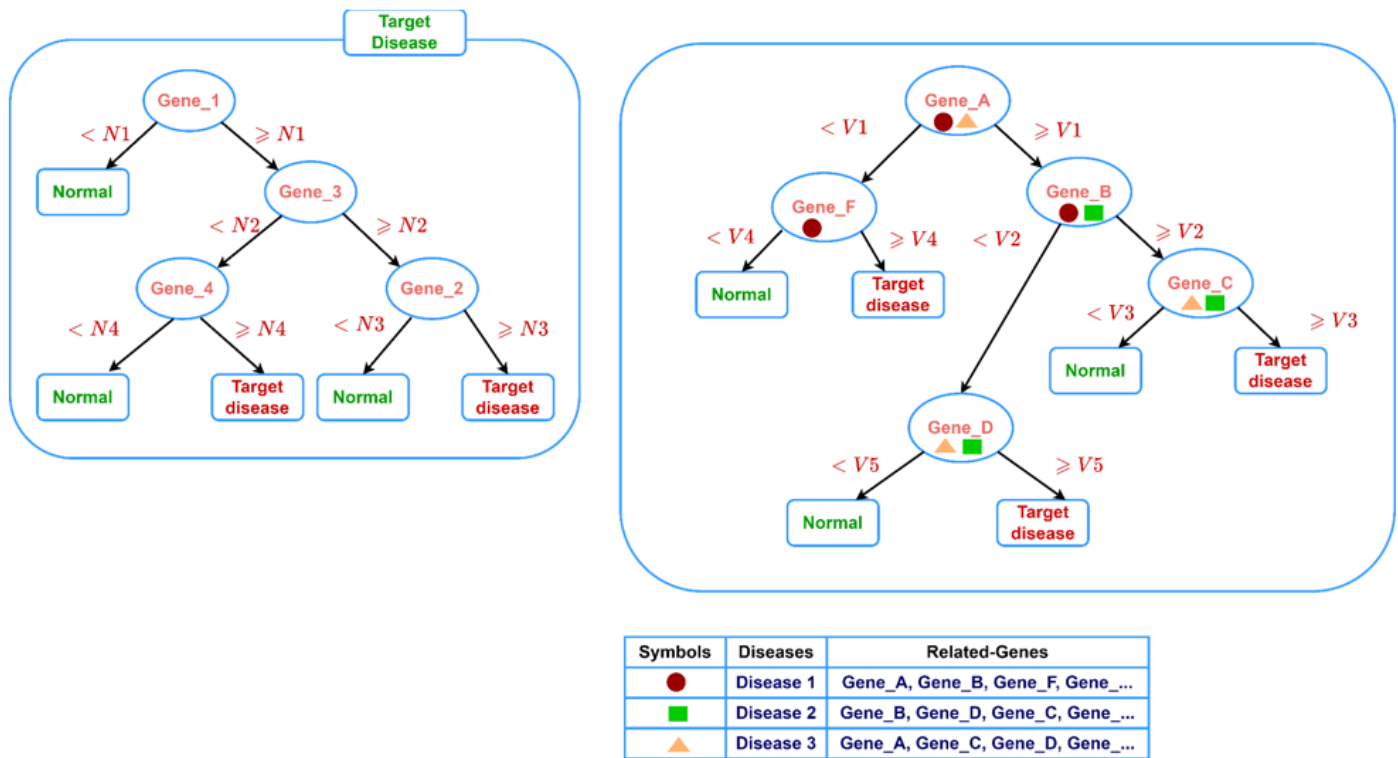 Target
Disease
Gene_1
< N1
⩾ N1
Normal
Gene_3
< N2
⩾ N2
Gene_4
Gene_2
< N4
⩾ N4
< N3
⩾ N3
Normal
Target
disease
Normal
Target
disease
Gene_A
< V1
⩾ V1
Gene_F
Gene_B
< V4
⩾ V4
< V2
⩾ V2
Normal
Target
disease
Gene_C
< V3
⩾ V3
Normal
Target
disease
Gene_D
< V5
⩾ V5
Normal
Target
disease
Symbols Diseases Related-Genes
Disease 1 Gene_A, Gene_B, Gene_F, Gene_...
Disease 2 Gene_B, Gene_D, Gene_C, Gene_...
Disease 3 Gene_A, Gene_C, Gene_D, Gene_...